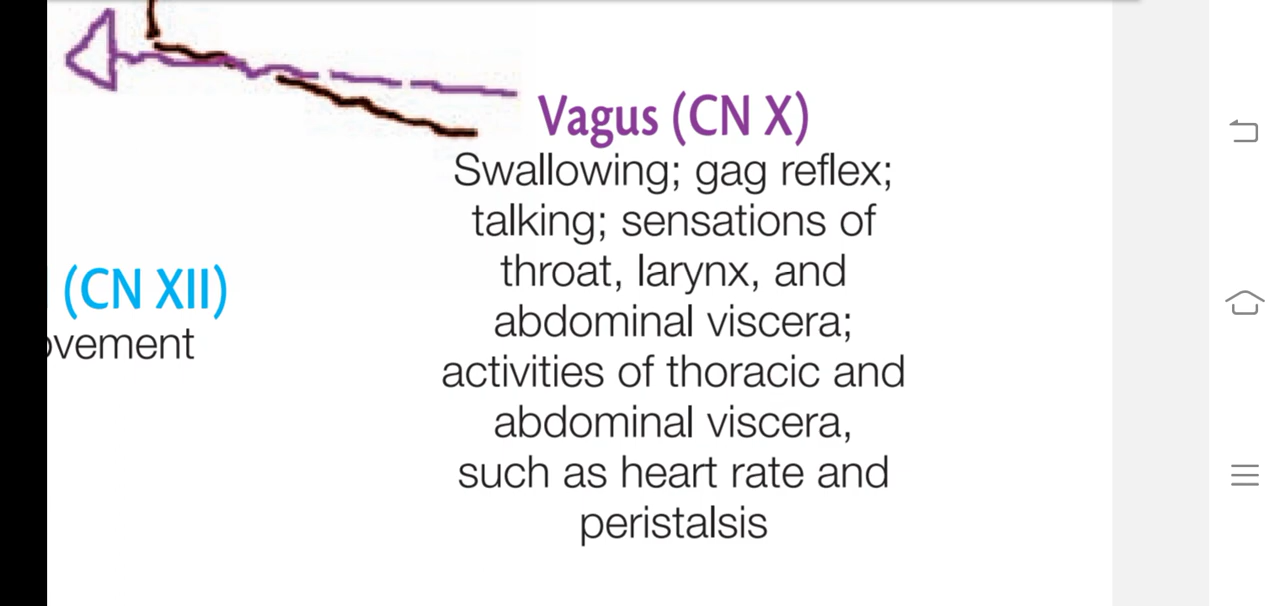 Vagus (CN X)
Swallowing; gag reflex;
talking; sensations of
throat, larynx, and
abdominal viscera;
activities of thoracic and
abdominal viscera,
such as heart rate and
peristalsis
(CN XII)
ovement